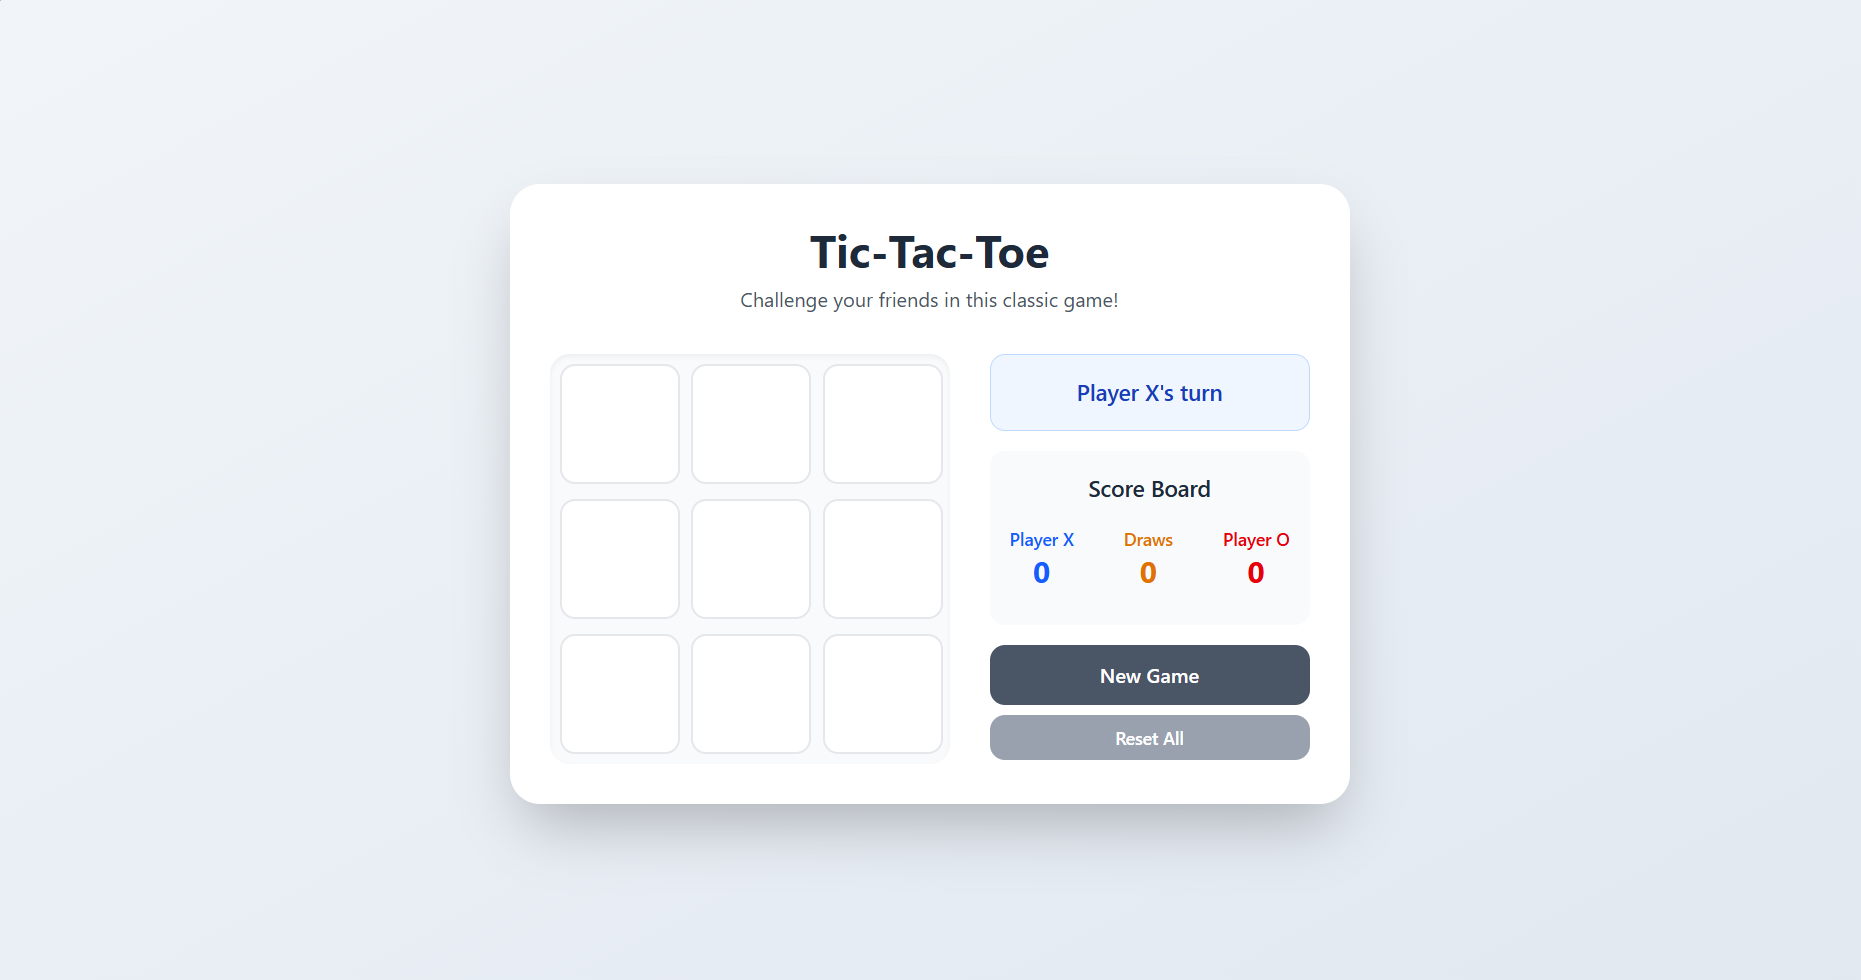 Tic-Tac-Toe
Challenge your friends in this classic game!
Player X's turn
Score Board
Player X Draws Player O
0 0 0
New Game
Reset All